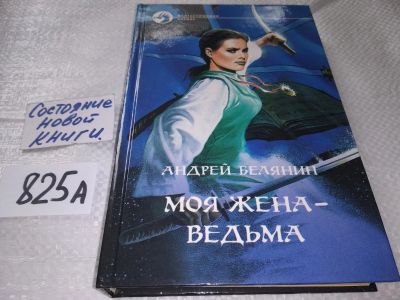 Состояние
новой
книги.
825А
АНДРЕЙ БЕЛЯНИН
МОЯ ЖЕНА-
ВЕДЬМА